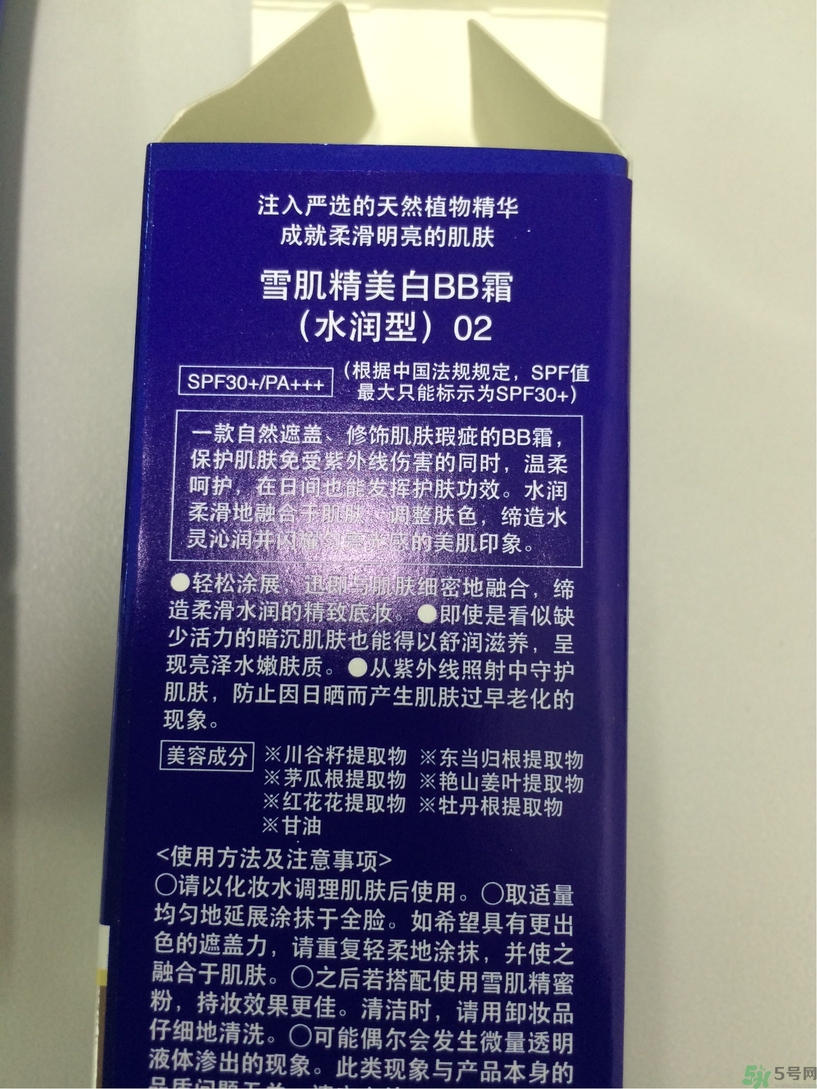 注入严选的天然植物精华
成就柔滑明亮的肌肤
雪肌精美白BB霜
（水润型）02
SPF30+/PA+++
（根据中国法规规定，SPF值
最大只能标示为SPF30+）
一款自然遮盖、修饰肌肤瑕疵的BB霜，
保护肌肤免受紫外线伤害的同时，温柔
呵护，在日间也能发挥护肤功效。水润
柔滑地融合于肌肤、调整肤色，缔造水
灵沁润并闪耀 的美肌印象。
●轻松涂展 迅即与肌肤细密地融合，缔
造柔滑水润的精致底妆。●即使是看似缺
少活力的暗沉肌肤也能得以舒润滋养，呈
现亮泽水嫩肤质。●从紫外线照射中守护
肌肤，防止因日晒而产生肌肤过早老化的
现象。
美容成分 ※川谷籽提取物 ※东当归根提取物
※茅瓜根提取物 ※艳山姜叶提取物
※红花花提取物 ※牡丹根提取物
※甘油
<使用方法及注意事项>
○请以化妆水调理肌肤后使用。○取适量
均匀地延展涂抹于全脸。如希望具有更出
色的遮盖力，请重复轻柔地涂抹，并使之
融合于肌肤。○之后若搭配使用雪肌精蜜
粉，持妆效果更佳。清洁时，请用卸妆品
仔细地清洗。○可能偶尔会发生微量透明
液体渗出的现象。此类现象与产品本身的
5号网